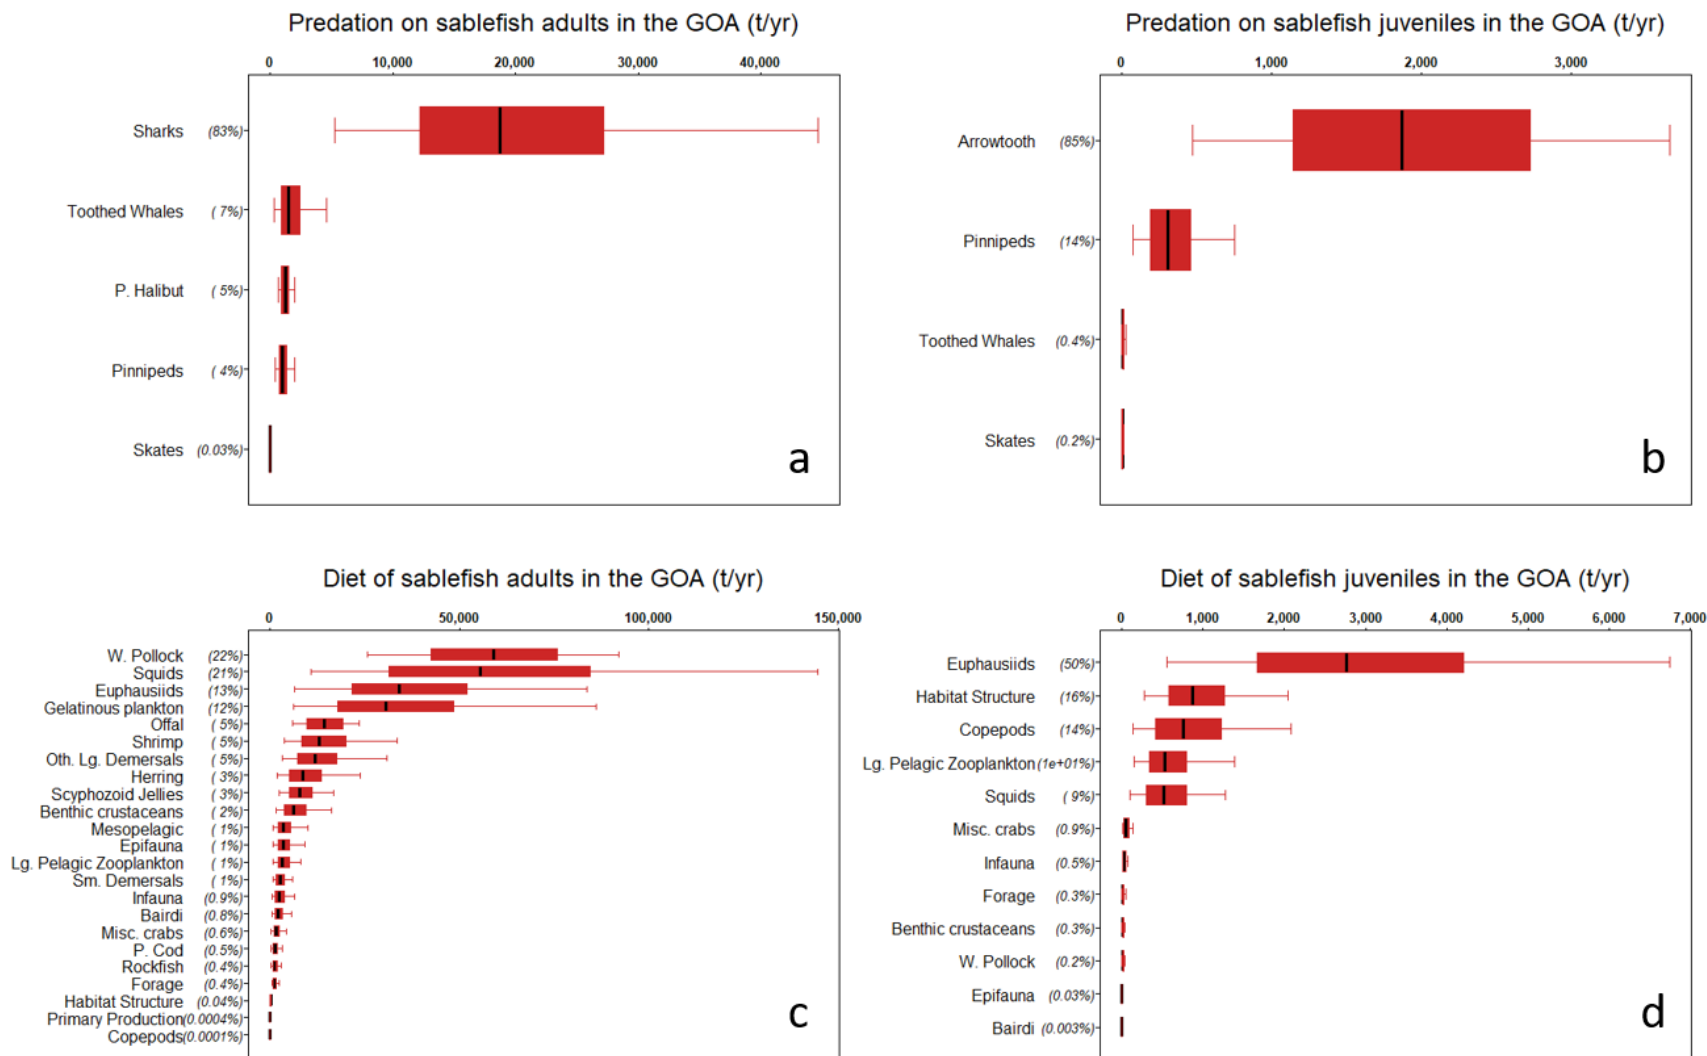 Predation on sablefish adults in the GOA (t/yr)
0 10,000 20,000 30,000 40,000
Sharks (83%)
Toothed Whales ( 7%)
P. Halibut ( 5%)
Pinnipeds ( 4%)
Skates (0.03%)
a
Predation on sablefish juveniles in the GOA (t/yr)
0 1,000 2,000 3,000
Arrowtooth (85%)
Pinnipeds (14%)
Toothed Whales (0.4%)
Skates (0.2%)
b
Diet of sablefish adults in the GOA (t/yr)
0 50,000 100,000 150,000
W. Pollock (22%)
Squids (21%)
Euphausiids (13%)
Gelatinous plankton (12%)
Offal ( 5%)
Shrimp ( 5%)
Oth. Lg. Demersals ( 5%)
Herring ( 3%)
Scyphozoid Jellies ( 3%)
Benthic crustaceans ( 2%)
Mesopelagic ( 1%)
Epifauna ( 1%)
Lg. Pelagic Zooplankton ( 1%)
Sm. Demersals ( 1%)
Infauna (0.9%)
Bairdi (0.8%)
Misc. crabs (0.6%)
P. Cod (0.5%)
Rockfish (0.4%)
Forage (0.4%)
Habitat Structure (0.04%)
Primary Production (0.0004%)
Copepods (0.0001%)
c
Diet of sablefish juveniles in the GOA (t/yr)
0 1,000 2,000 3,000 4,000 5,000 6,000 7,000
Euphausiids (50%)
Habitat Structure (16%)
Copepods (14%)
Lg. Pelagic Zooplankton (1e+01%)
Squids ( 9%)
Misc. crabs (0.9%)
Infauna (0.5%)
Forage (0.3%)
Benthic crustaceans (0.3%)
W. Pollock (0.2%)
Epifauna (0.03%)
Bairdi (0.003%)
d